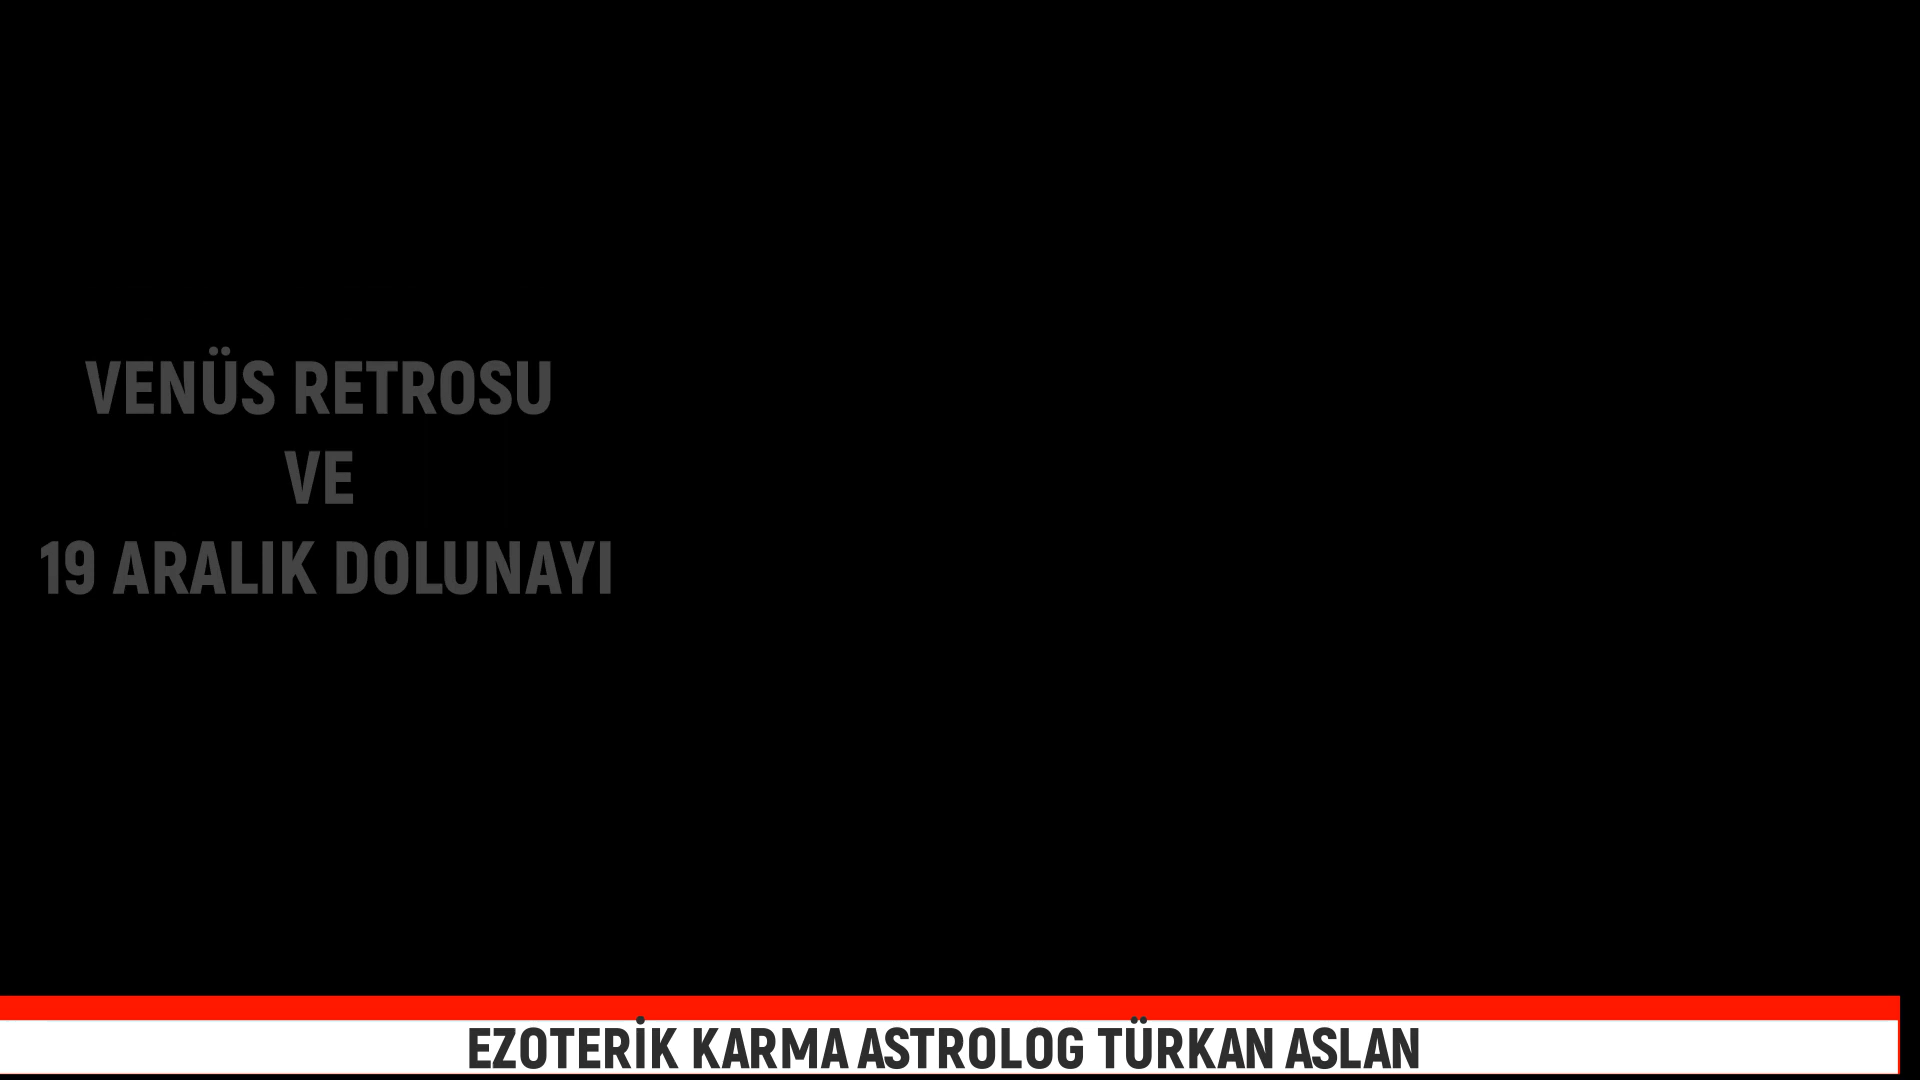 VENÜS RETROSU
VE
19 ARALIK DOLUNAYI
EZOTERİK KARMA ASTROLOG TÜRKAN ASLAN